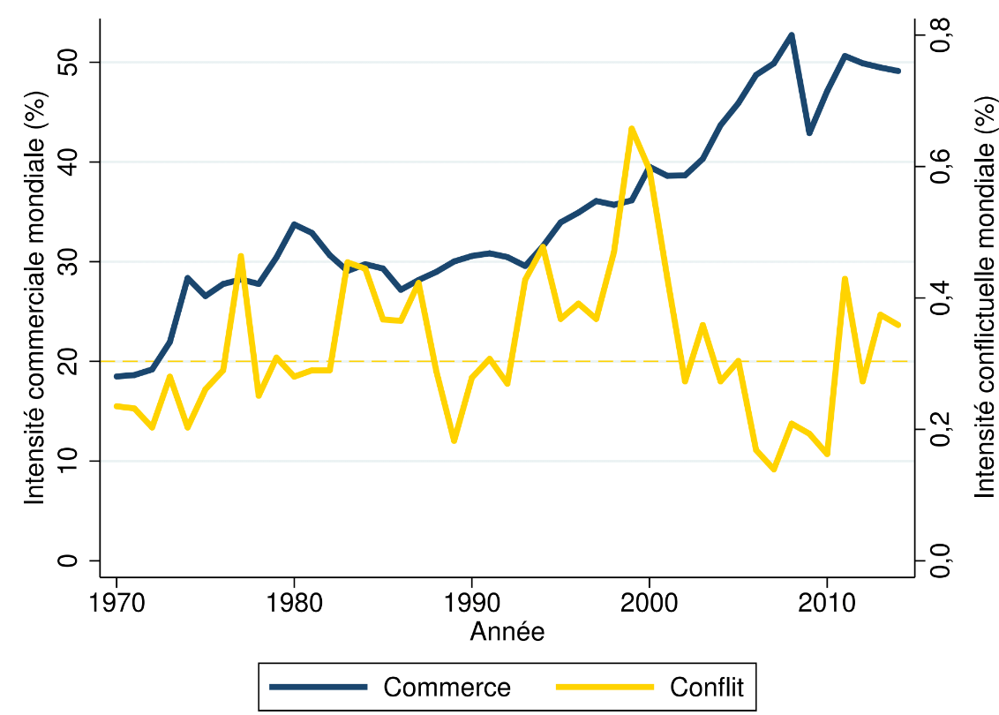 Intensité commerciale mondiale (%)
50
40
30
20
10
0
0,8
0,6
0,4
0,2
0,0
Intensité conflictuelle mondiale (%)
1970 1980 1990 2000 2010
Année
Commerce Conflit